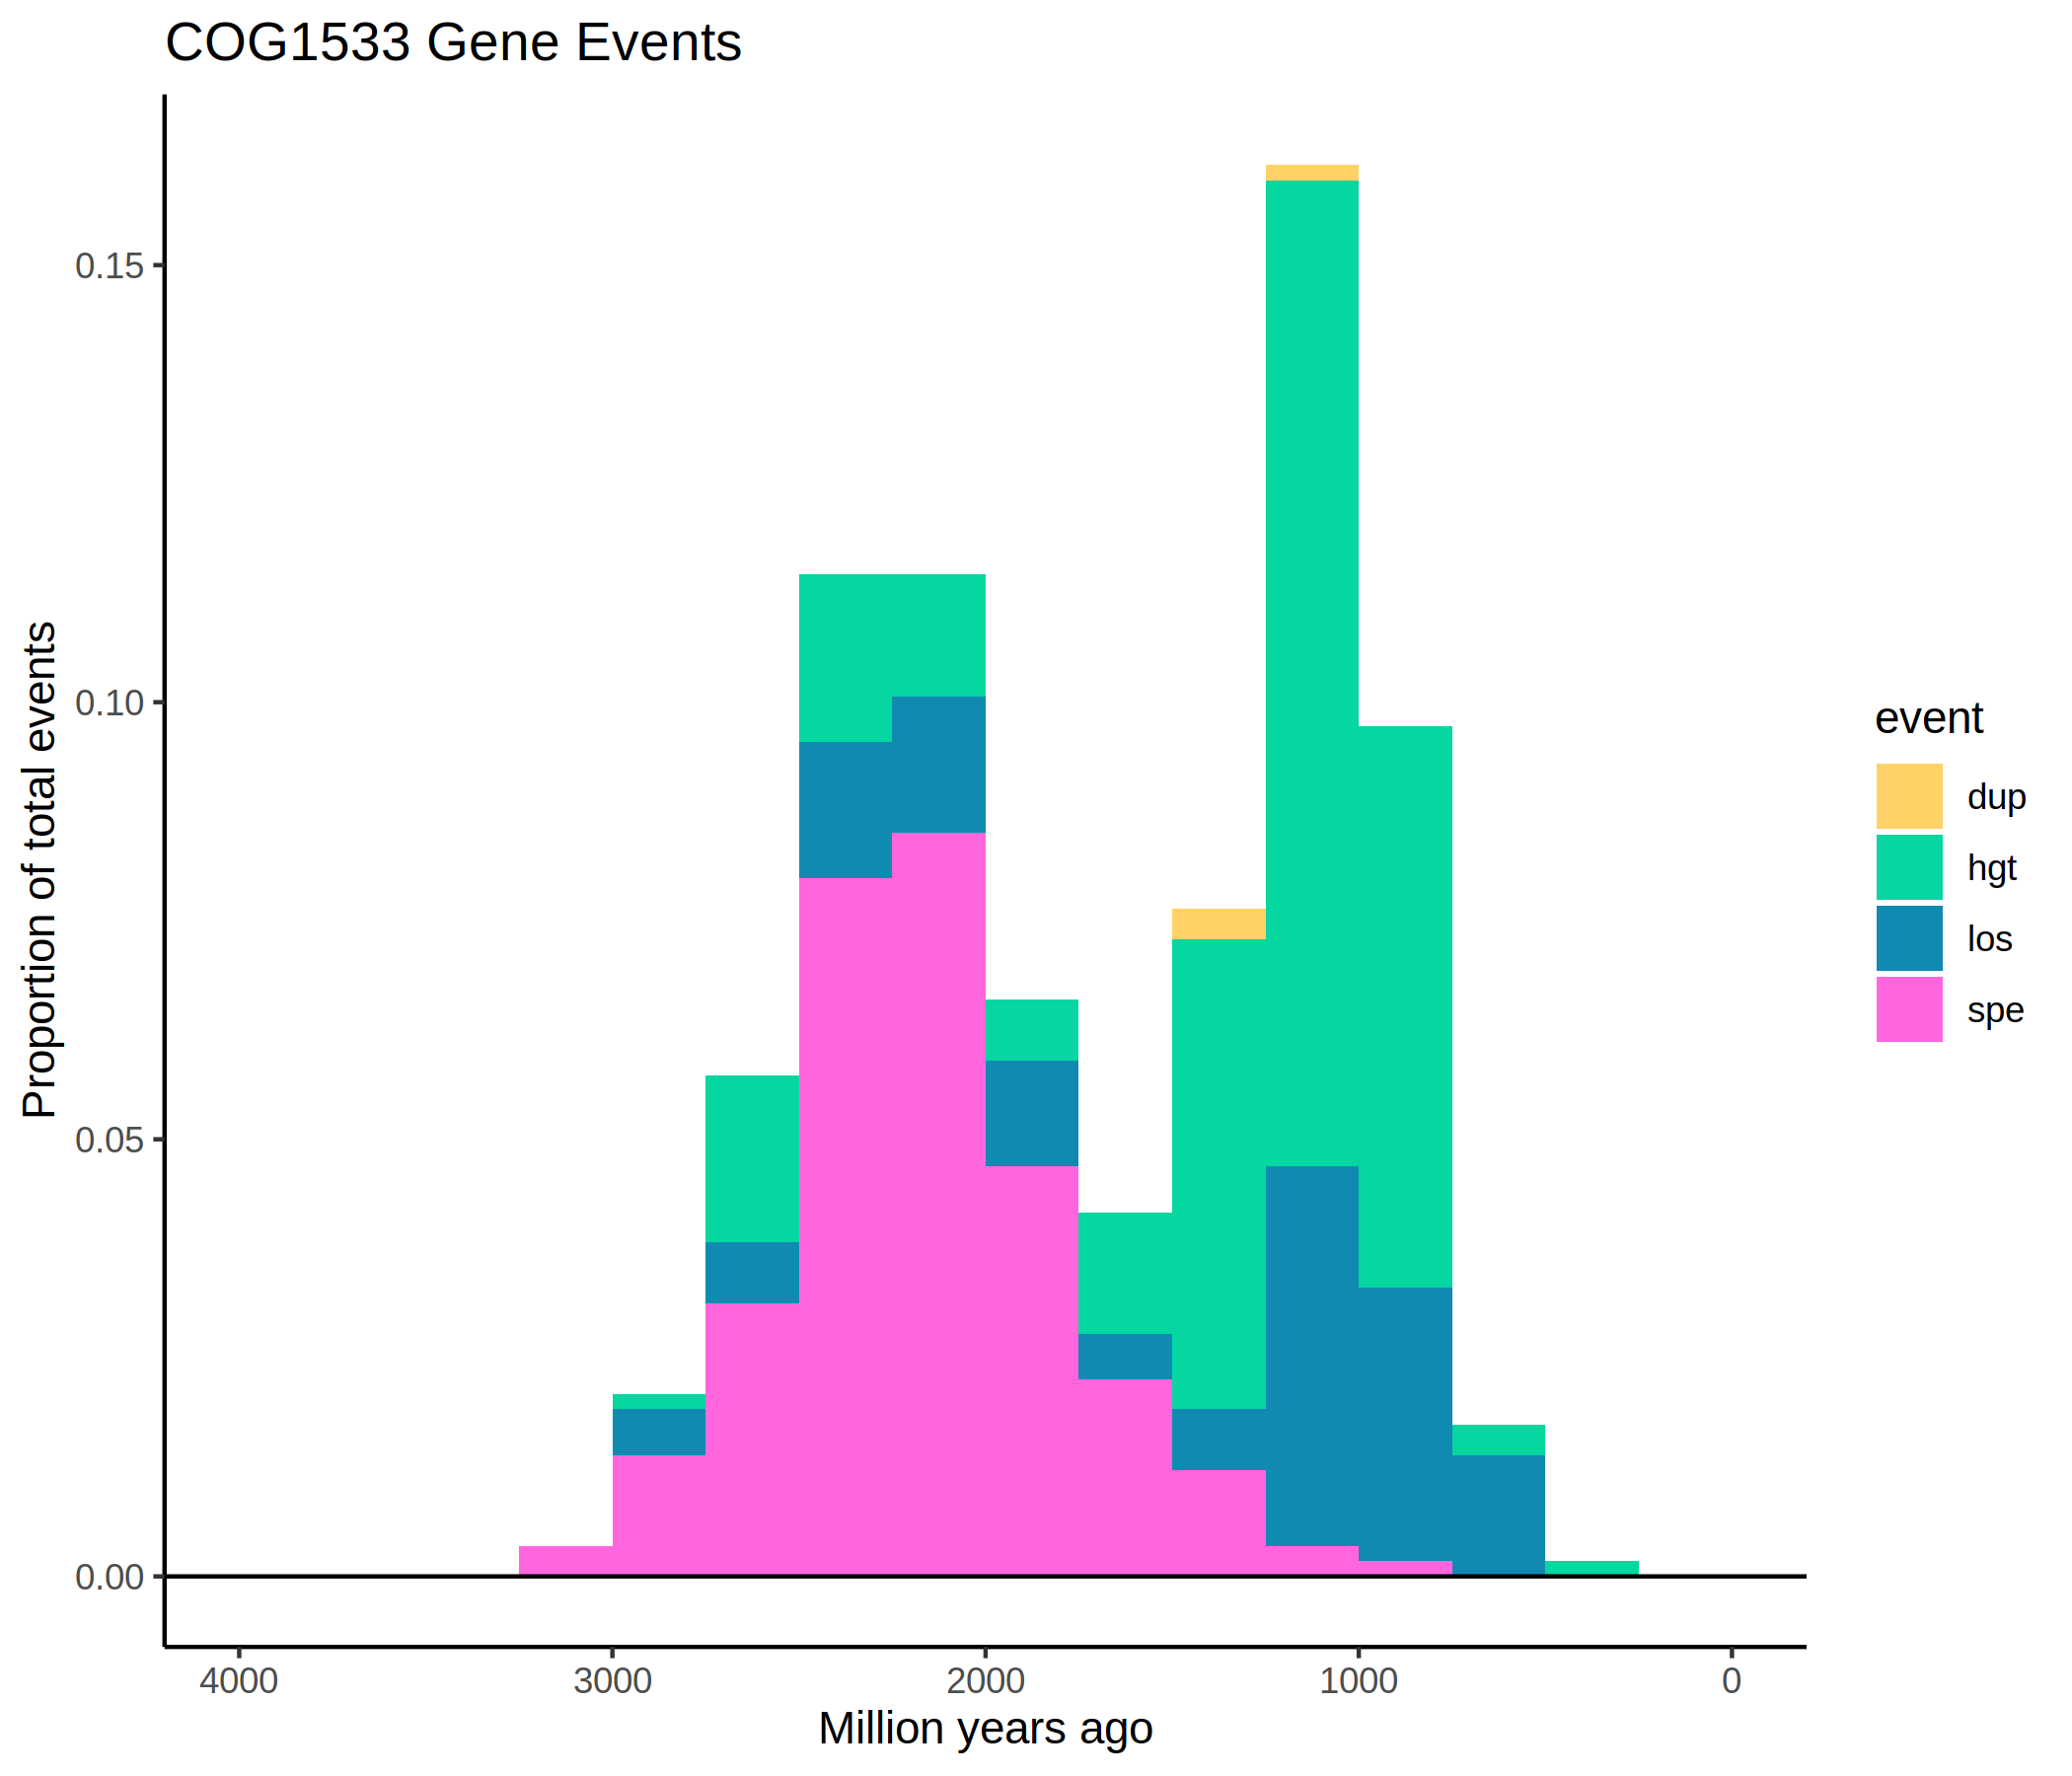 COG1533 Gene Events
Proportion of total events
0.15
0.10
0.05
0.00
4000 3000 2000 1000 0
Million years ago
event
dup
hgt
los
spe